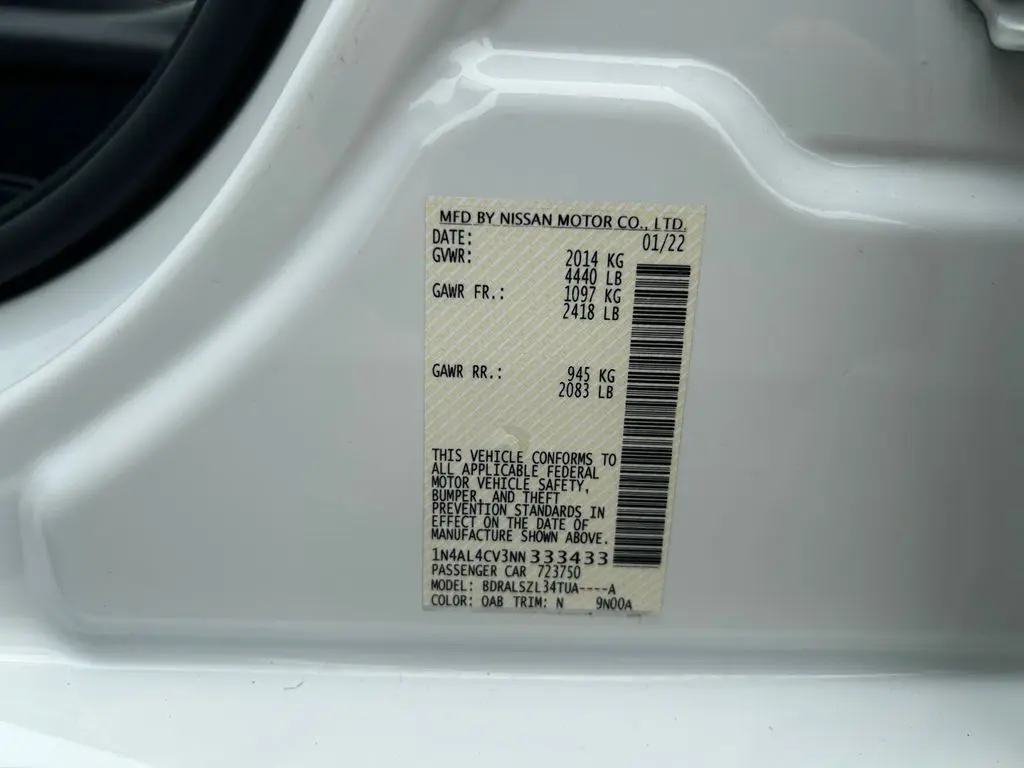 MFD BY NISSAN MOTOR CO., LTD.
DATE: 01/22
GVWR: 2014 KG
4440 LB
GAWR FR.: 1097 KG
2418 LB
GAWR RR.: 945 KG
2083 LB
THIS VEHICLE CONFORMS TO
ALL APPLICABLE FEDERAL
MOTOR VEHICLE SAFETY,
BUMPER, AND THEFT
PREVENTION STANDARDS IN
EFFECT ON THE DATE OF
MANUFACTURE SHOWN ABOVE.
1N4AL4CV3NN333433
PASSENGER CAR 723750
MODEL: BDRALSZL34TUA----A
COLOR: QAB TRIM: N 9N00A